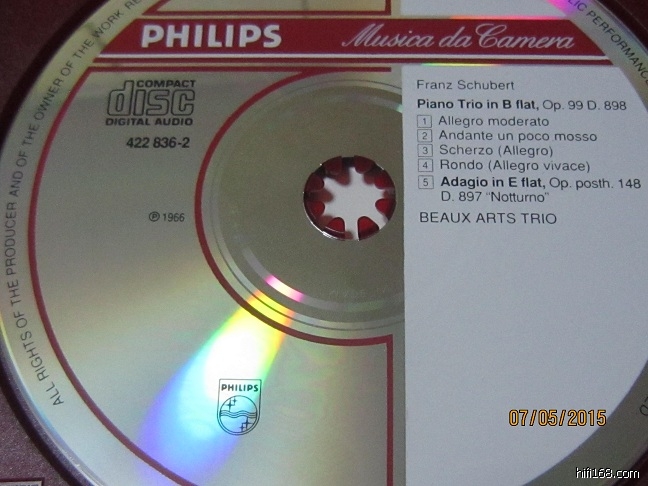 PHILIPS
Musica da Camera
COMPACT
disc
DIGITAL AUDIO
422 836-2
℗ 1966
Franz Schubert
Piano Trio in B flat, Op. 99 D. 898
1 Allegro moderato
2 Andante un poco mosso
3 Scherzo (Allegro)
4 Rondo (Allegro vivace)
5 Adagio in E flat, Op. posth. 148
D. 897 "Notturno"
BEAUX ARTS TRIO
PHILIPS
ALL RIGHTS OF THE PRODUCER AND OF THE OWNER OF THE WORK
PERFORMANCE
07/05/2015
hifi168.com